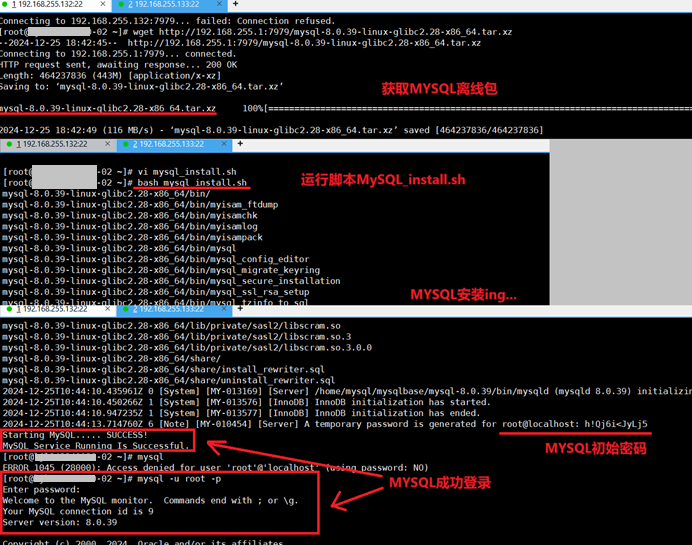 1 192.168.255.132:22 × 2 192.168.255.133:22 × +
Connecting to 192.168.255.132:7979... failed: Connection refused.
[root@ -02 ~]# wget http://192.168.255.1:7979/mysql-8.0.39-linux-glibc2.28-x86_64.tar.xz
--2024-12-25 18:42:45-- http://192.168.255.1:7979/mysql-8.0.39-linux-glibc2.28-x86_64.tar.xz
Connecting to 192.168.255.1:7979... connected.
HTTP request sent, awaiting response... 200 OK
Length: 464237836 (443M) [application/x-xz]
Saving to: ‘mysql-8.0.39-linux-glibc2.28-x86_64.tar.xz’
获取MYSQL离线包
mysql-8.0.39-linux-glibc2.28-x86_64.tar.xz 100%[=====
2024-12-25 18:42:49 (116 MB/s) - ‘mysql-8.0.39-linux-glibc2.28-x86_64.tar.xz’ saved [464237836/464237836]
1 192.168.255.132:22 × 2 192.168.255.133:22 × +
[root@ -02 ~]# vi mysql_install.sh
[root@ -02 ~]# bash mysql_install.sh
运行脚本MySQL_install.sh
mysql-8.0.39-linux-glibc2.28-x86_64/bin/
mysql-8.0.39-linux-glibc2.28-x86_64/bin/myisam_ftdump
mysql-8.0.39-linux-glibc2.28-x86_64/bin/myisamchk
mysql-8.0.39-linux-glibc2.28-x86_64/bin/myisamlog
mysql-8.0.39-linux-glibc2.28-x86_64/bin/myisampack
mysql-8.0.39-linux-glibc2.28-x86_64/bin/mysql
mysql-8.0.39-linux-glibc2.28-x86_64/bin/mysql_config_editor
mysql-8.0.39-linux-glibc2.28-x86_64/bin/mysql_migrate_keyring
mysql-8.0.39-linux-glibc2.28-x86_64/bin/mysql_secure_installation
mysql-8.0.39-linux-glibc2.28-x86_64/bin/mysql_ssl_rsa_setup
mysql-8.0.39-linux-glibc2.28-x86_64/bin/mysql_tzinfo_to_sql
MYSQL安装ing...
1 192.168.255.132:22 × 2 192.168.255.133:22 × +
mysql-8.0.39-linux-glibc2.28-x86_64/lib/private/sasl2/libscram.so
mysql-8.0.39-linux-glibc2.28-x86_64/lib/private/sasl2/libscram.so.3
mysql-8.0.39-linux-glibc2.28-x86_64/lib/private/sasl2/libscram.so.3.0.0
mysql-8.0.39-linux-glibc2.28-x86_64/share/
mysql-8.0.39-linux-glibc2.28-x86_64/share/install_rewriter.sql
mysql-8.0.39-linux-glibc2.28-x86_64/share/uninstall_rewriter.sql
2024-12-25T10:44:10.435961Z 0 [System] [MY-013169] [Server] /home/mysql/mysqlbase/mysql-8.0.39/bin/mysqld (mysqld 8.0.39) initializin
2024-12-25T10:44:10.450266Z 1 [System] [MY-013576] [InnoDB] InnoDB initialization has started.
2024-12-25T10:44:10.947235Z 1 [System] [MY-013577] [InnoDB] InnoDB initialization has ended.
2024-12-25T10:44:13.714760Z 6 [Note] [MY-010454] [Server] A temporary password is generated for root@localhost: h!Qj6i<JyLj5
Starting MySQL..... SUCCESS!
MySQL Service Running Is Successful.
MYSQL初始密码
[root@ -02 ~]# mysql
ERROR 1045 (28000): Access denied for user 'root'@'localhost' (using password: NO)
[root@ -02 ~]# mysql -u root -p
MYSQL成功登录
Enter password:
Welcome to the MySQL monitor. Commands end with ; or \g.
Your MySQL connection id is 9
Server version: 8.0.39
Copyright (c) 2000, 2024, Oracle and/or its affiliates.